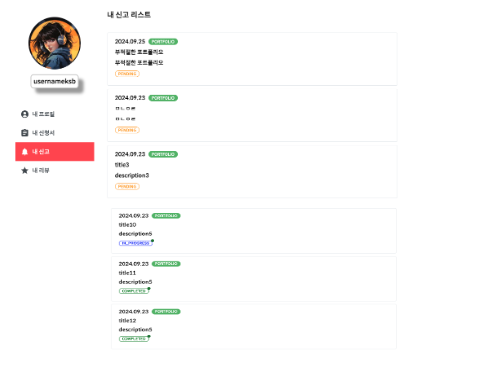 내 신고 리스트
usernameksb
내 프로필
내 신청서
내 신고
내 리뷰
2024.09.25 PORTFOLIO
부적절한 포트폴리오
부적절한 포트폴리오
PENDING
2024.09.23 PORTFOLIO
PENDING
2024.09.23 PORTFOLIO
title3
description3
PENDING
2024.09.23 PORTFOLIO
title10
description5
IN_PROGRESS
2024.09.23 PORTFOLIO
title11
description5
COMPLETED
2024.09.23 PORTFOLIO
title12
description5
COMPLETED